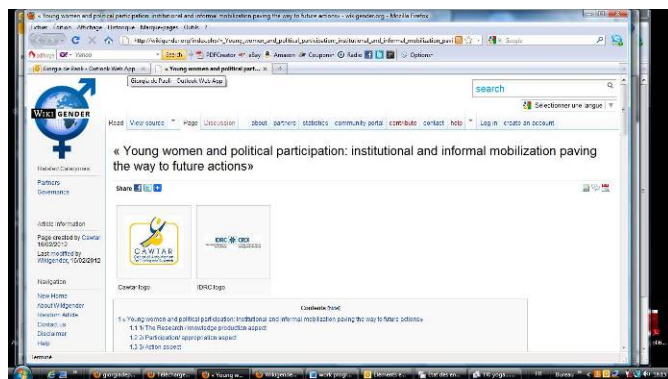 « Young women and political participation: institutional and informal mobilization paving the way to future actions» - wikigender.org - Mozilla Firefox
Search
PDFCreator eBay Amazon Coupons Radio Options
Giorgia de Paoli - Outlook Web App
« Young women and political part...
Giorgia de Paoli - Outlook Web App
search
Sélectionner une langue
WIKI GENDER
Read View source Page Discussion about partners statistics community portal contribute contact help Log in create an account
« Young women and political participation: institutional and informal mobilization paving
the way to future actions»
Share
Related Categories
Partners
Governance
Article Information
Page created by Cawtar
16/02/2012
Last modified by
Wikigender, 16/02/2012
Navigation
New Home
About Wikigender
Random Article
Contact us
Disclaimer
Help
CAWTAR
IDRC CRDI
Cawtar logo
IDRC logo
Contents [hide]
1 « Young women and political participation: institutional and informal mobilization paving the way to future actions»
1.1 1/ The Research / knowledge production aspect
1.2 2/ Participation/ appropriation aspect
1.3 3/ Action aspect
Terminé